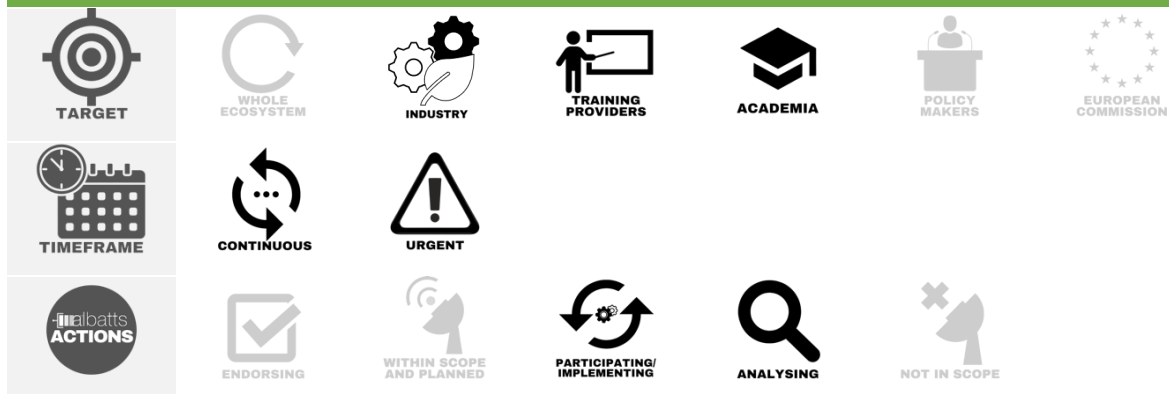 TARGET
WHOLE
ECOSYSTEM
INDUSTRY
TRAINING
PROVIDERS
ACADEMIA
POLICY
MAKERS
EUROPEAN
COMMISSION
TIMEFRAME
CONTINUOUS
URGENT
albatts
ACTIONS
ENDORSING
WITHIN SCOPE
AND PLANNED
PARTICIPATING/
IMPLEMENTING
ANALYSING
NOT IN SCOPE